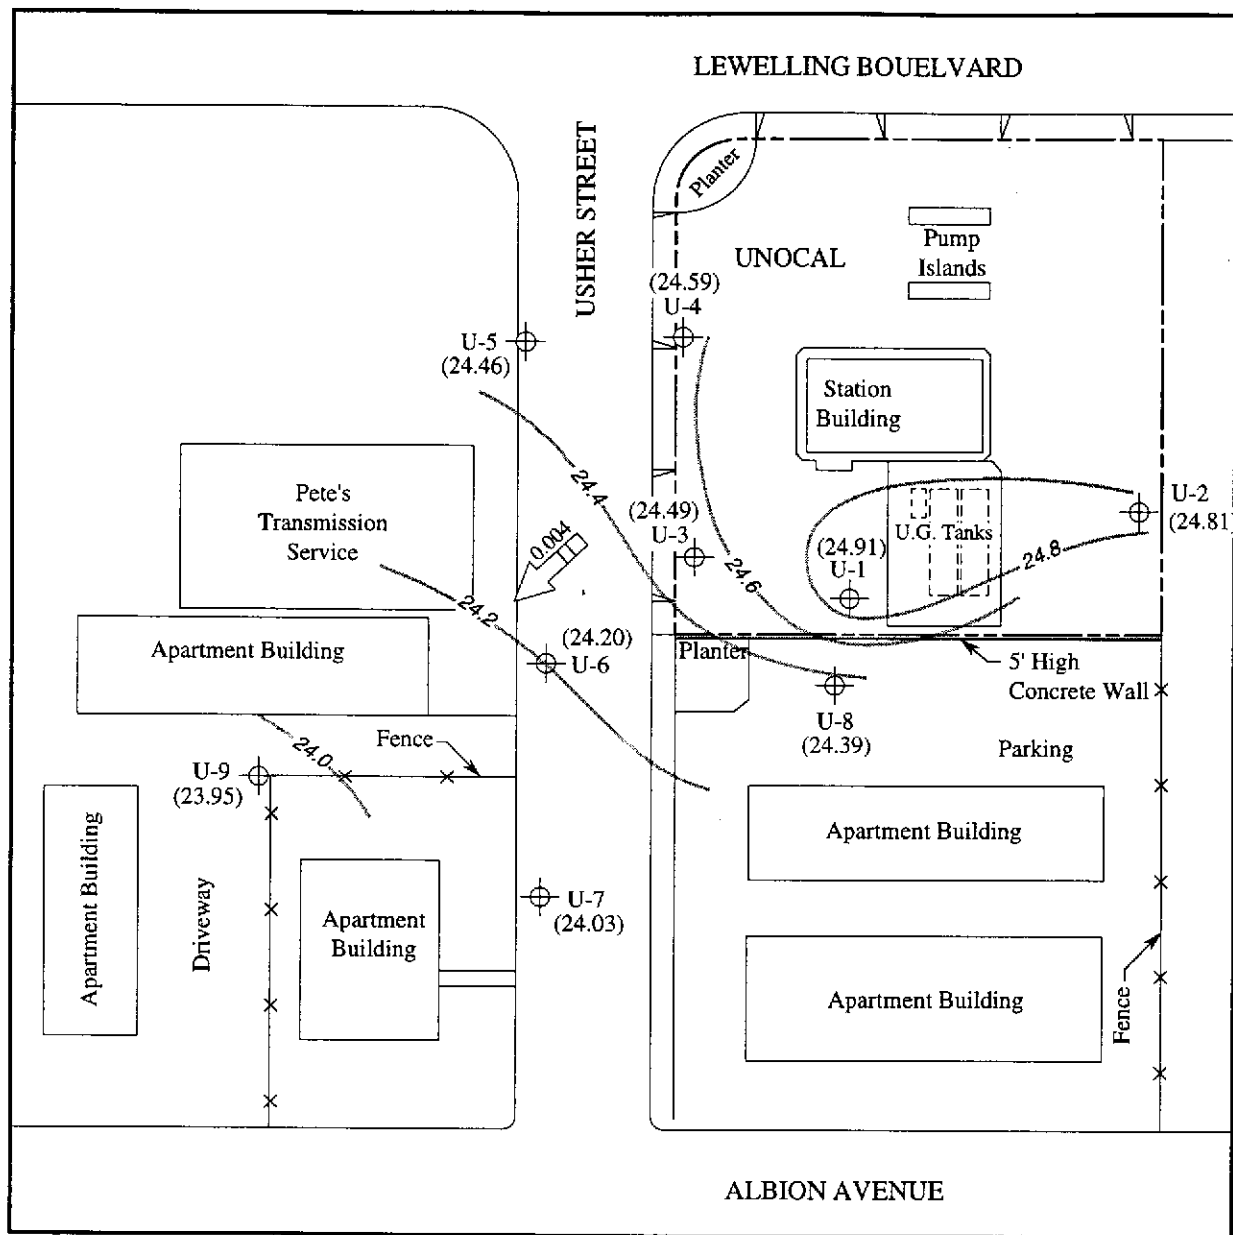 LEWELLING BOUELVARD
USHER STREET
Planter
UNOCAL
Pump
Islands
(24.59)
U-4
U-5
(24.46)
Station
Building
24.4
Pete's
Transmission
Service
(24.49)
U-3
U-2
(24.81)
U.G. Tanks
(24.91)
U-1
24.8
24.6
0.004
24.2
(24.20)
U-6
Apartment Building
Planter
5' High
Concrete Wall
U-8
(24.39)
Parking
24.0
Fence
U-9
(23.95)
Apartment Building
Apartment Building
Driveway
Apartment
Building
U-7
(24.03)
Apartment Building
Fence
ALBION AVENUE